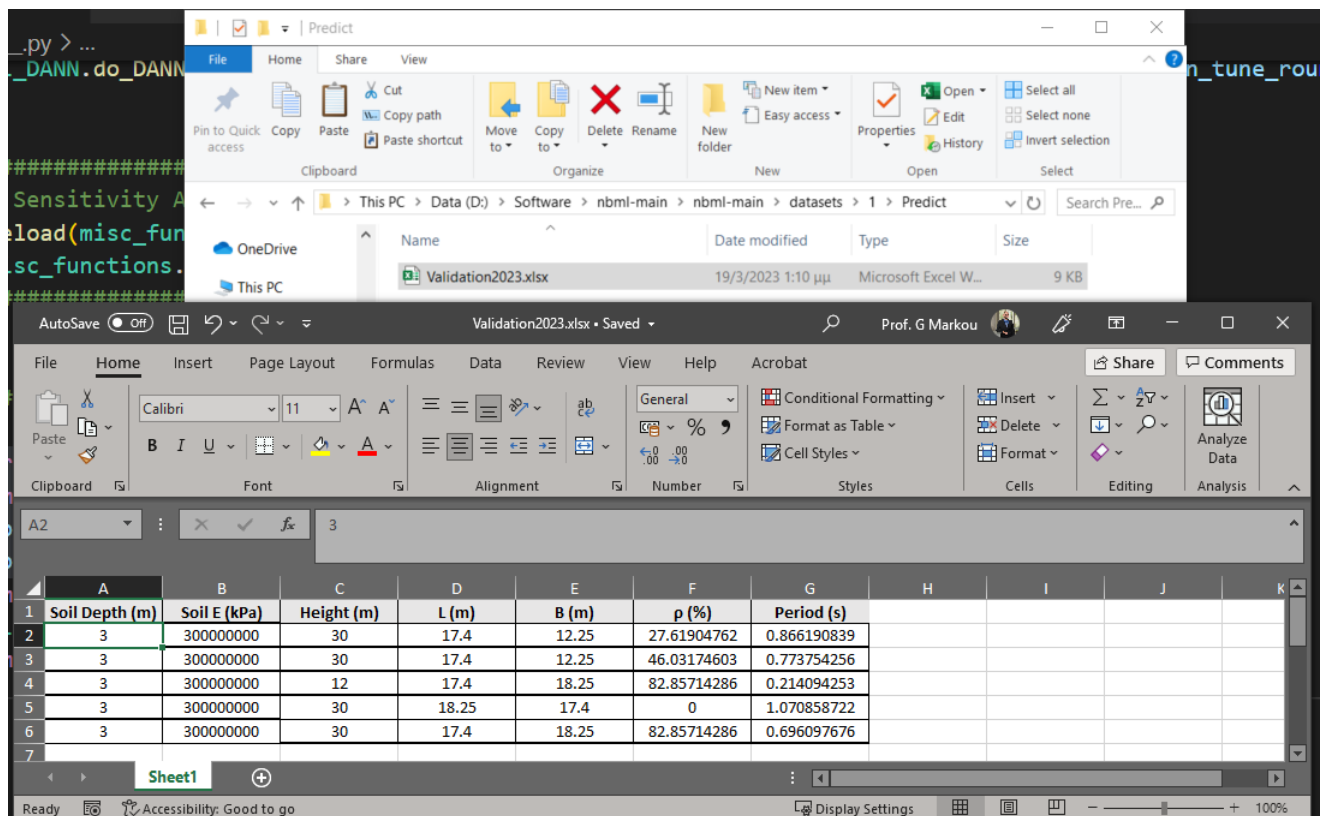 __.py > ...
Predict
_DANN.do_DANN
n_tune_rou
File Home Share View
Pin to Quick access
Copy
Paste
Cut
Copy path
Paste shortcut
Clipboard
Move to
Copy to
Delete
Rename
Organize
New folder
New item
Easy access
New
Properties
Open
Edit
History
Open
Select all
Select none
Invert selection
Select
##############
Sensitivity A
eload(misc_fun
sc_functions.
##############
This PC > Data (D:) > Software > nbml-main > nbml-main > datasets > 1 > Predict
Search Pre...
OneDrive
This PC
Name Date modified Type Size
Validation2023.xlsx 19/3/2023 1:10 μμ Microsoft Excel W... 9 KB
AutoSave Off Validation2023.xlsx • Saved Prof. G Markou
File Home Insert Page Layout Formulas Data Review View Help Acrobat Share Comments
Paste
Clipboard
Calibri 11
B I U
Font
ab
Alignment
General
% 9
.00 .00
Number
Conditional Formatting
Format as Table
Cell Styles
Styles
Insert
Delete
Format
Cells
Editing
Analyze Data
Analysis
A2 fx 3
A B C D E F G H I J K
1 Soil Depth (m) Soil E (kPa) Height (m) L (m) B (m) ρ (%) Period (s)
2 3 300000000 30 17.4 12.25 27.61904762 0.866190839
3 3 300000000 30 17.4 12.25 46.03174603 0.773754256
4 3 300000000 12 17.4 18.25 82.85714286 0.214094253
5 3 300000000 30 18.25 17.4 0 1.070858722
6 3 300000000 30 17.4 18.25 82.85714286 0.696097676
7
Sheet1
Ready Accessibility: Good to go Display Settings 100%